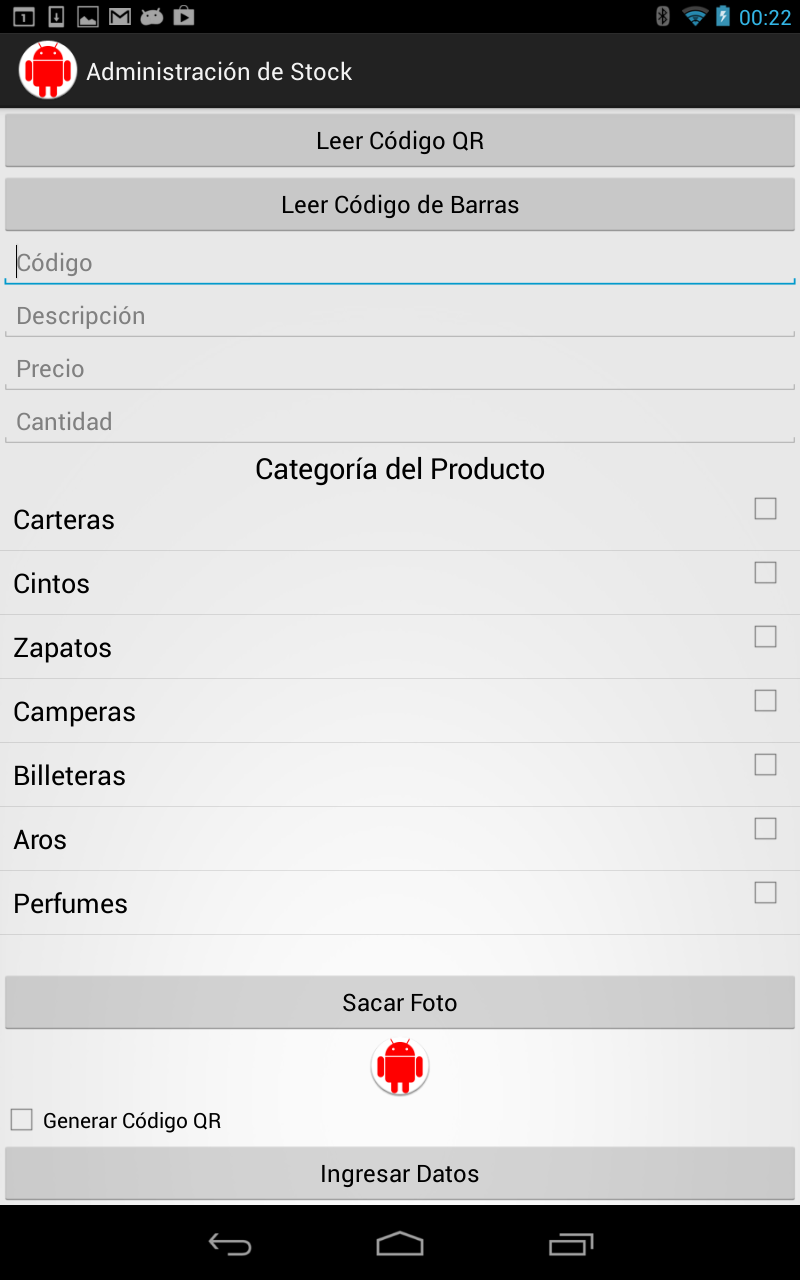 1
00:22
Administración de Stock
Leer Código QR
Leer Código de Barras
Código
Descripción
Precio
Cantidad
Categoría del Producto
Carteras
Cintos
Zapatos
Camperas
Billeteras
Aros
Perfumes
Sacar Foto
Generar Código QR
Ingresar Datos